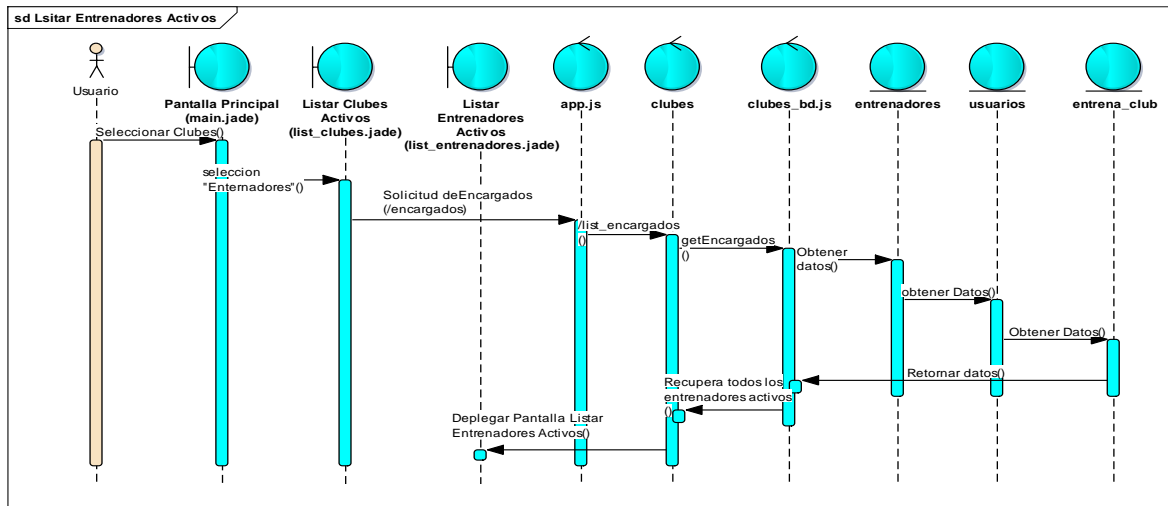 sd Lsitar Entrenadores Activos
Usuario
Pantalla Principal
(main.jade)
Listar Clubes
Activos
(list_clubes.jade)
Listar
Entrenadores
Activos
(list_entrenadores.jade)
app.js
clubes
clubes_bd.js
entrenadores
usuarios
entrena_club
Seleccionar Clubes()
seleccion
"Enternadores"()
Solicitud deEncargados
(/encargados)
/list_encargados
()
getEncargados
()
Obtener
datos()
obtener Datos()
Obtener Datos()
Retornar datos()
Recupera todos los
entrenadores activos
()
Deplegar Pantalla Listar
Entrenadores Activos()